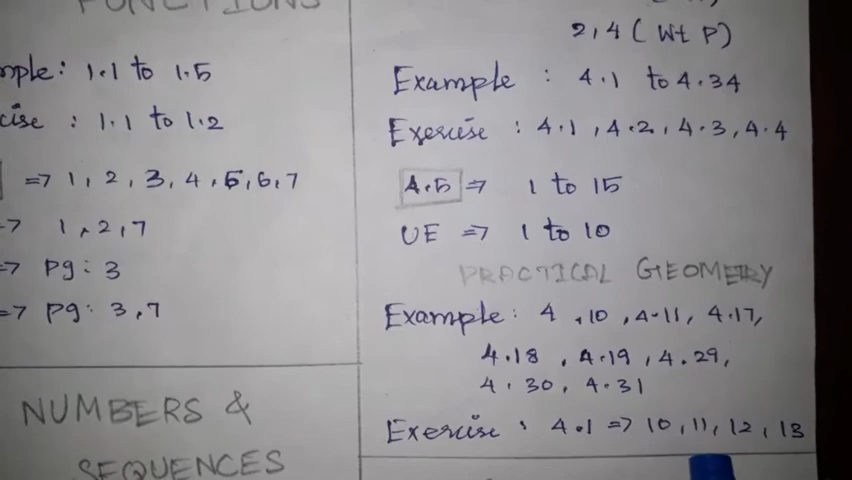 FUNCTIONS
mple: 1.1 to 1.5
cise : 1.1 to 1.2
=> 1, 2, 3, 4, 5, 6, 7
=> 1, 2, 7
=> pg: 3
=> pg: 3, 7
NUMBERS &
SEQUENCES
2, 4 ( Wt P)
Example : 4.1 to 4.34
Exercise : 4.1, 4.2, 4.3, 4.4
4.5 => 1 to 15
UE => 1 to 10
PRACTICAL GEOMETRY
Example: 4 .10, 4.11, 4.17,
4.18, 4.19, 4.29,
4.30, 4.31
Exercise : 4.1 => 10, 11, 12, 13